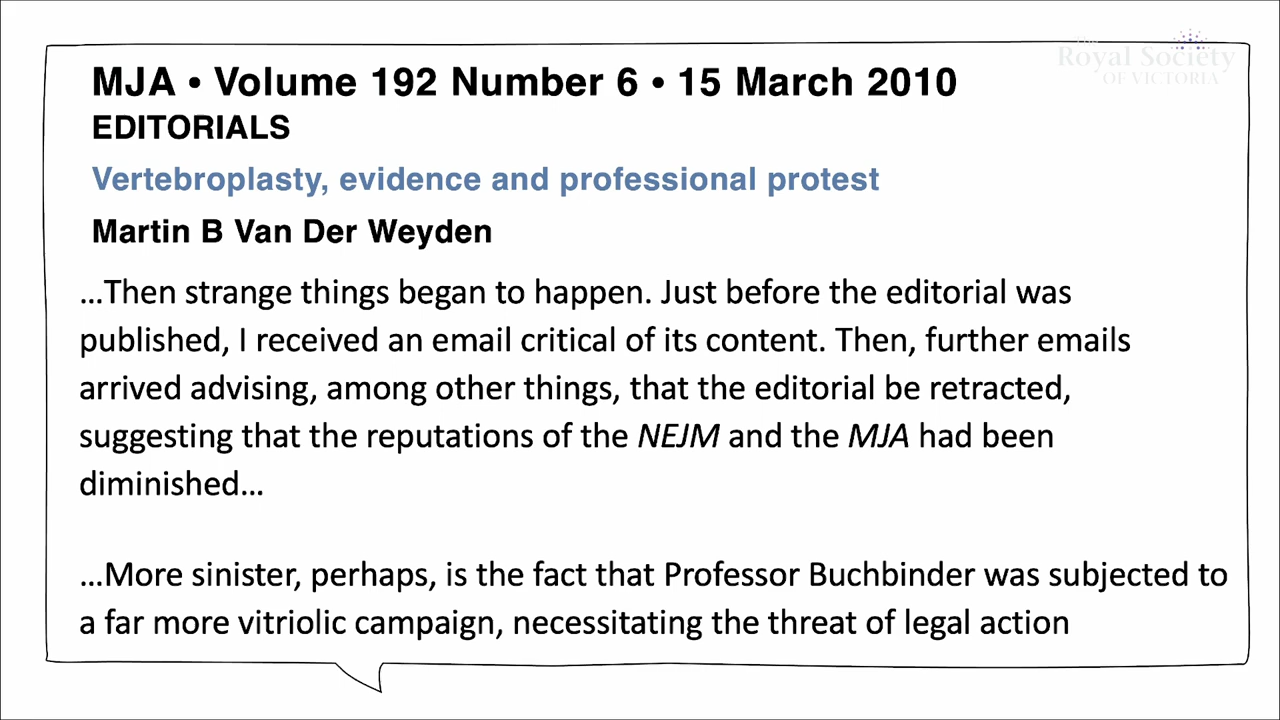 The
Royal Society
OF VICTORIA
MJA • Volume 192 Number 6 • 15 March 2010
EDITORIALS
Vertebroplasty, evidence and professional protest
Martin B Van Der Weyden
…Then strange things began to happen. Just before the editorial was
published, I received an email critical of its content. Then, further emails
arrived advising, among other things, that the editorial be retracted,
suggesting that the reputations of the NEJM and the MJA had been
diminished…
…More sinister, perhaps, is the fact that Professor Buchbinder was subjected to
a far more vitriolic campaign, necessitating the threat of legal action